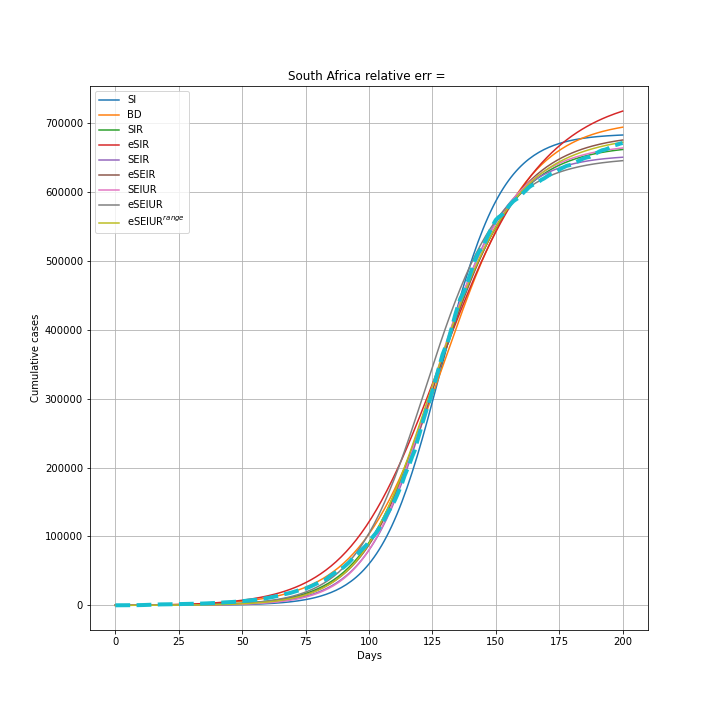 South Africa relative err =
SI
BD
SIR
eSIR
SEIR
eSEIR
SEIUR
eSEIUR
eSEIUR^range
700000
600000
500000
400000
300000
200000
100000
0
Cumulative cases
0 25 50 75 100 125 150 175 200
Days